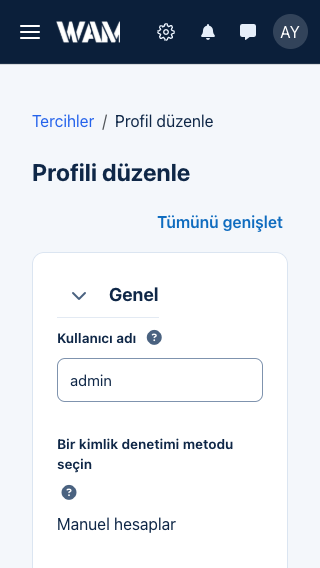 WAM
AY
Tercihler / Profil düzenle
Profili düzenle
Tümünü genişlet
Genel
Kullanıcı adı ?
admin
Bir kimlik denetimi metodu
seçin
?
Manuel hesaplar